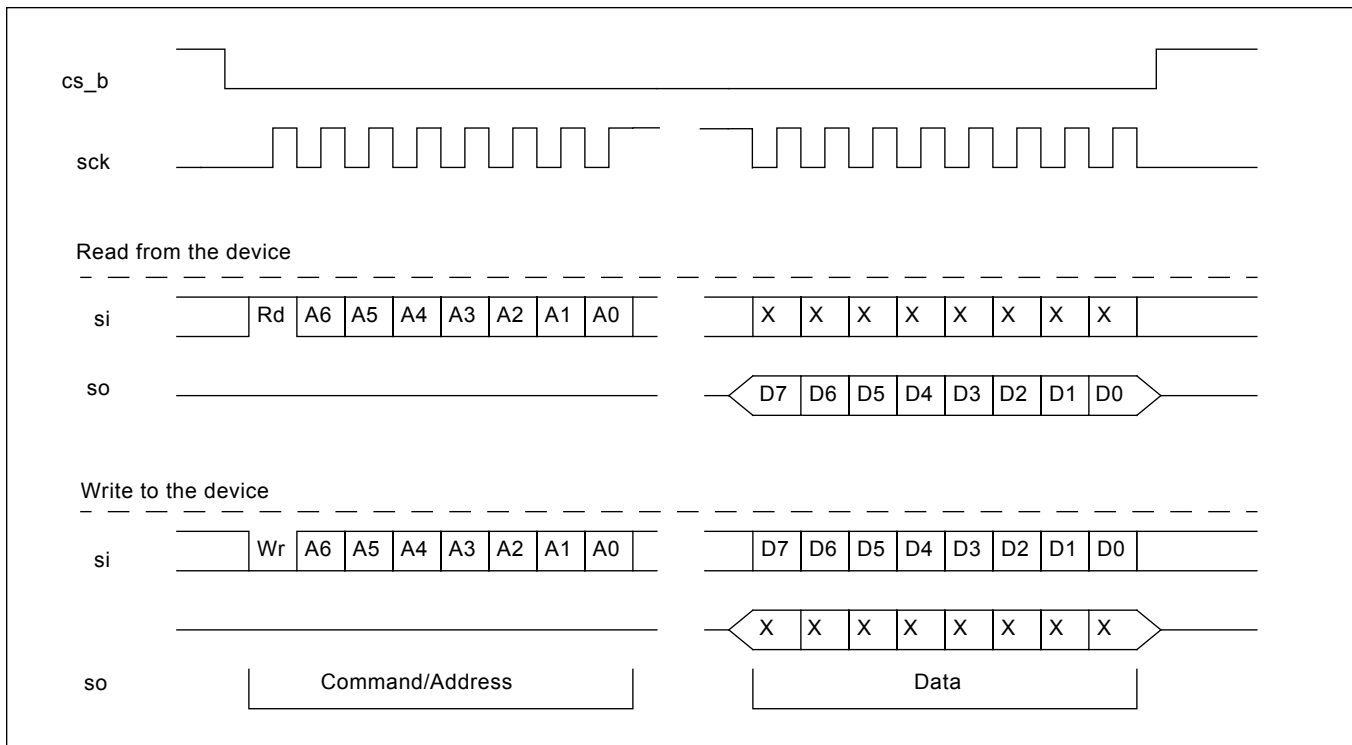 cs_b
sck
Read from the device
si Rd A6 A5 A4 A3 A2 A1 A0 X X X X X X X X
so D7 D6 D5 D4 D3 D2 D1 D0
Write to the device
si Wr A6 A5 A4 A3 A2 A1 A0 D7 D6 D5 D4 D3 D2 D1 D0
X X X X X X X X
so Command/Address Data